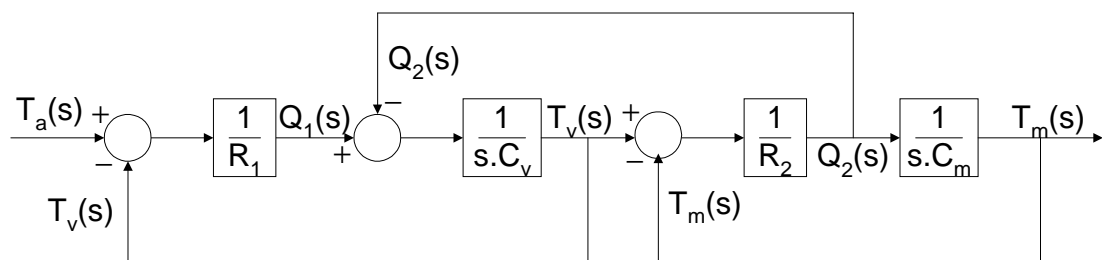 Q₂(s)
Tₐ(s) + − 1 R₁ Q₁(s) + − 1 s.Cᵥ Tᵥ(s) + − 1 R₂ Q₂(s) 1 s.Cₘ Tₘ(s)
Tᵥ(s) Tₘ(s)